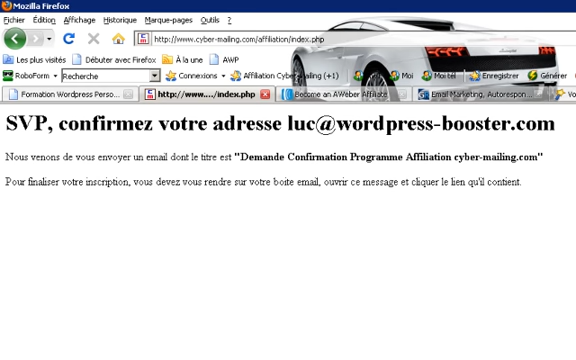 Mozilla Firefox
Fichier Édition Affichage Historique Marque-pages Outils ?
http://www.cyber-mailing.com/affiliation/index.php
Les plus visités Débuter avec Firefox À la une AWP
RoboForm Recherche Connexions Affiliation Cyber-Mailing (+1) Moi Moi tél Enregistrer Générer
Formation Wordpress Perso... http://www..../index.php Become an AWeber Affiliate Email Marketing, Autorespon... Vo
SVP, confirmez votre adresse luc@wordpress-booster.com
Nous venons de vous envoyer un email dont le titre est "Demande Confirmation Programme Affiliation cyber-mailing.com"
Pour finaliser votre inscription, vous devez vous rendre sur votre boite email, ouvrir ce message et cliquer le lien qu'il contient.